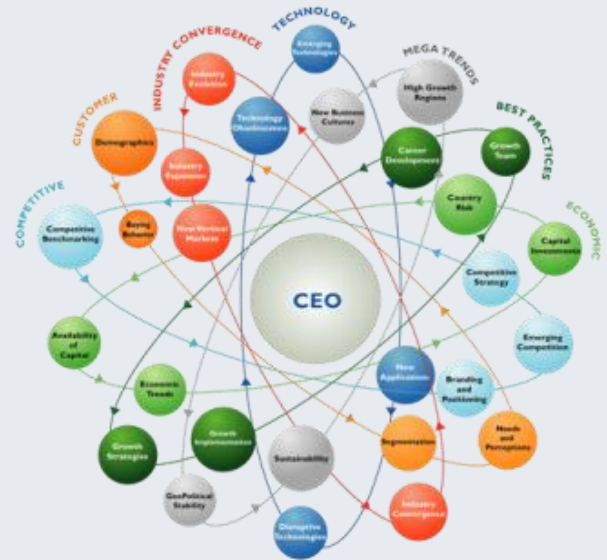 TECHNOLOGY
INDUSTRY CONVERGENCE
MEGA TRENDS
CUSTOMER
BEST PRACTICES
COMPETITIVE
ECONOMIC
Emerging
Technologies
Industry
Evolution
High Growth
Regions
New Business
Cultures
Technology
Obsolescence
Demographics
Career
Development
Growth
Team
Industry
Expansion
Country
Risk
Buying
Behavior
New Vertical
Markets
Competitive
Benchmarking
Capital
Investments
Competitive
Strategy
CEO
Availability
of
Capital
Emerging
Competition
New
Applications
Economic
Trends
Branding
and
Positioning
Growth
Strategies
Growth
Implementation
Segmentation
Needs
and
Perceptions
Sustainability
GeoPolitical
Stability
Industry
Convergence
Disruptive
Technologies